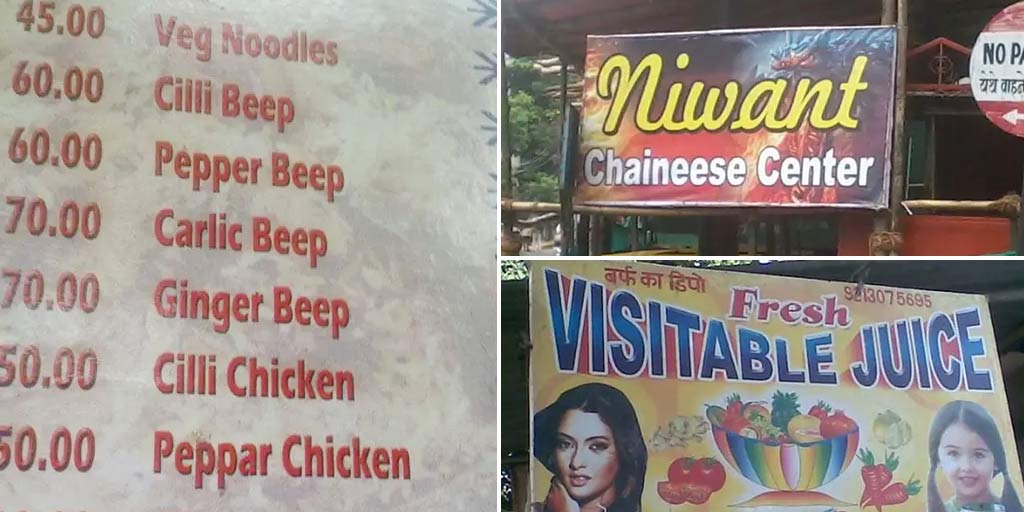 45.00 Veg Noodles
60.00 Cilli Beep
60.00 Pepper Beep
70.00 Carlic Beep
70.00 Ginger Beep
50.00 Cilli Chicken
50.00 Peppar Chicken
Niwant
Chaineese Center
NO PA
येथे वाहने
बर्फ का डिपो
9213075695
Fresh
VISITABLE JUICE